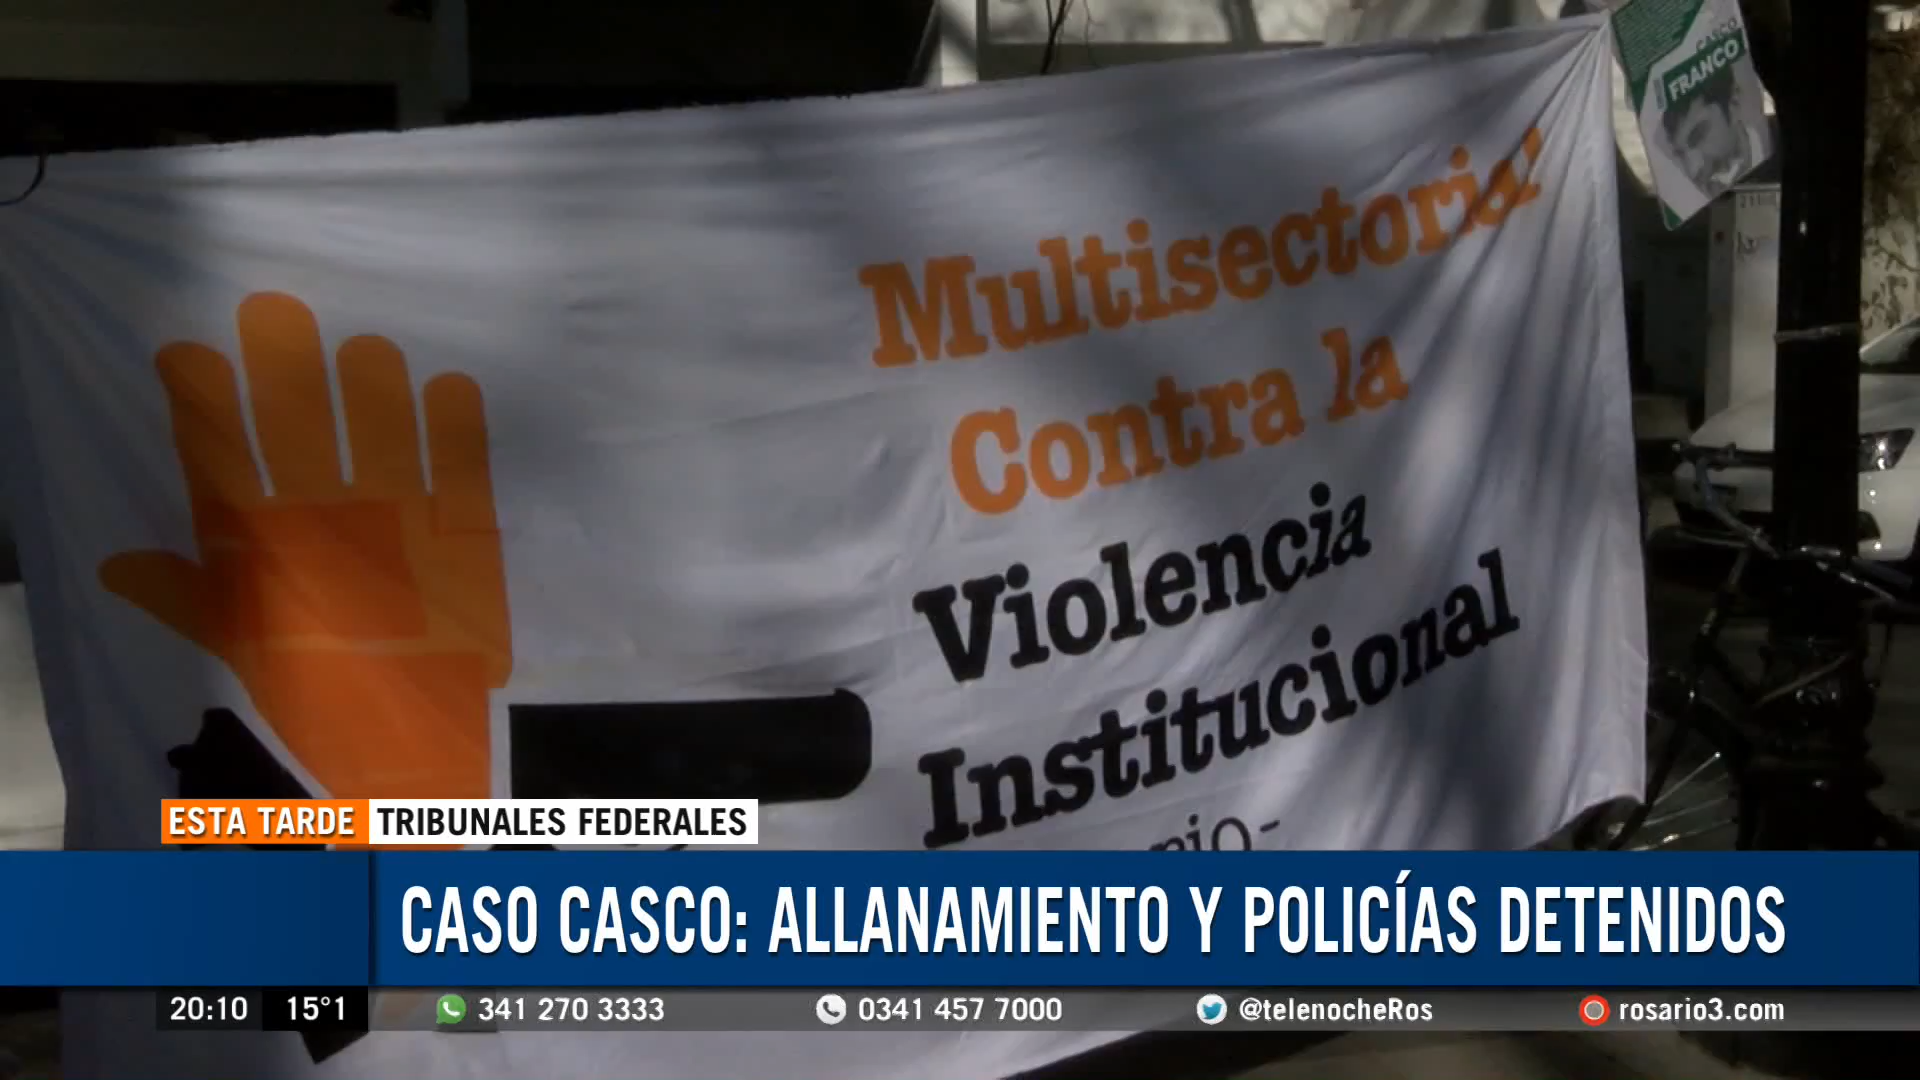 CASCO
FRANCO
Multisectorial
Contra la
Violencia
Institucional
ESTA TARDE TRIBUNALES FEDERALES
CASO CASCO: ALLANAMIENTO Y POLICÍAS DETENIDOS
20:10 15°1 341 270 3333 0341 457 7000 @telenocheRos rosario3.com